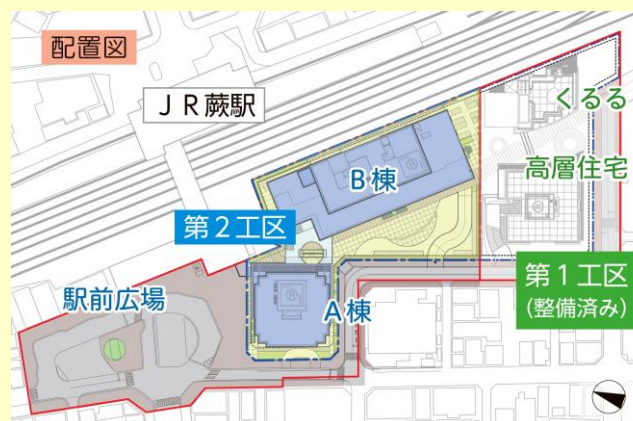 配置図
JR蕨駅
くるる
高層住宅
B棟
第2工区
駅前広場
A棟
第1工区
(整備済み)